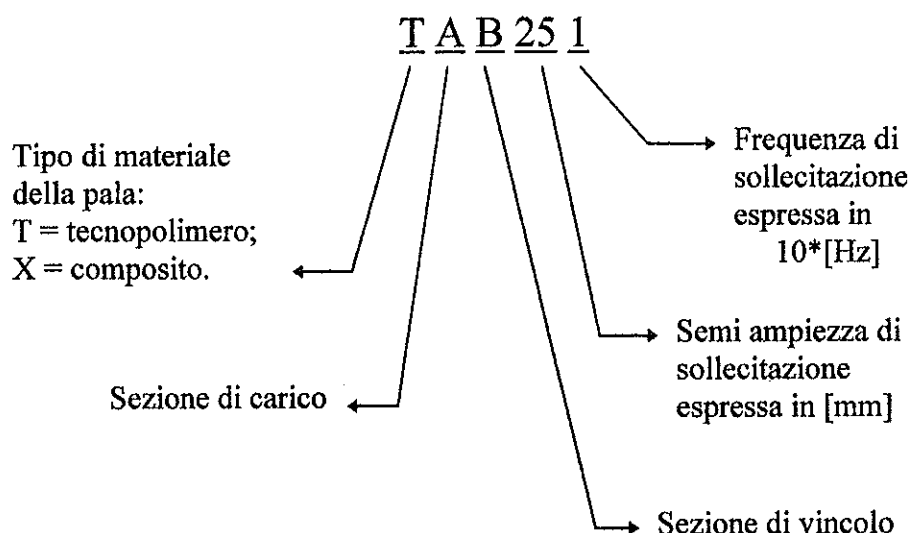 T A B 25 1
Tipo di materiale
della pala:
T = tecnopolimero;
X = composito.
Sezione di carico
Frequenza di
sollecitazione
espressa in
10*[Hz]
Semi ampiezza di
sollecitazione
espressa in [mm]
Sezione di vincolo